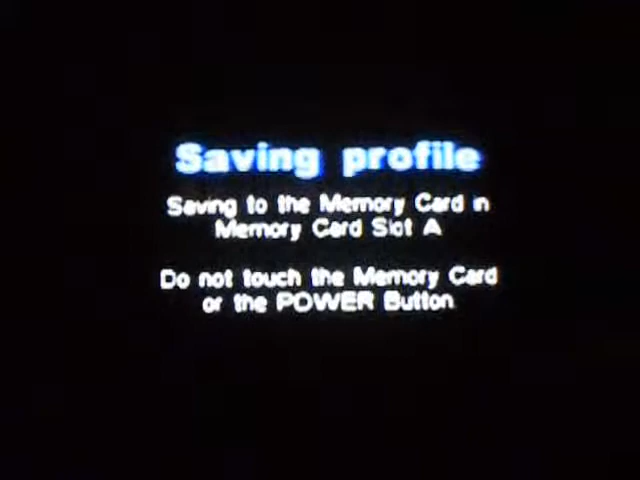 Saving profile
Saving to the Memory Card in
Memory Card Slot A
Do not touch the Memory Card
or the POWER Button